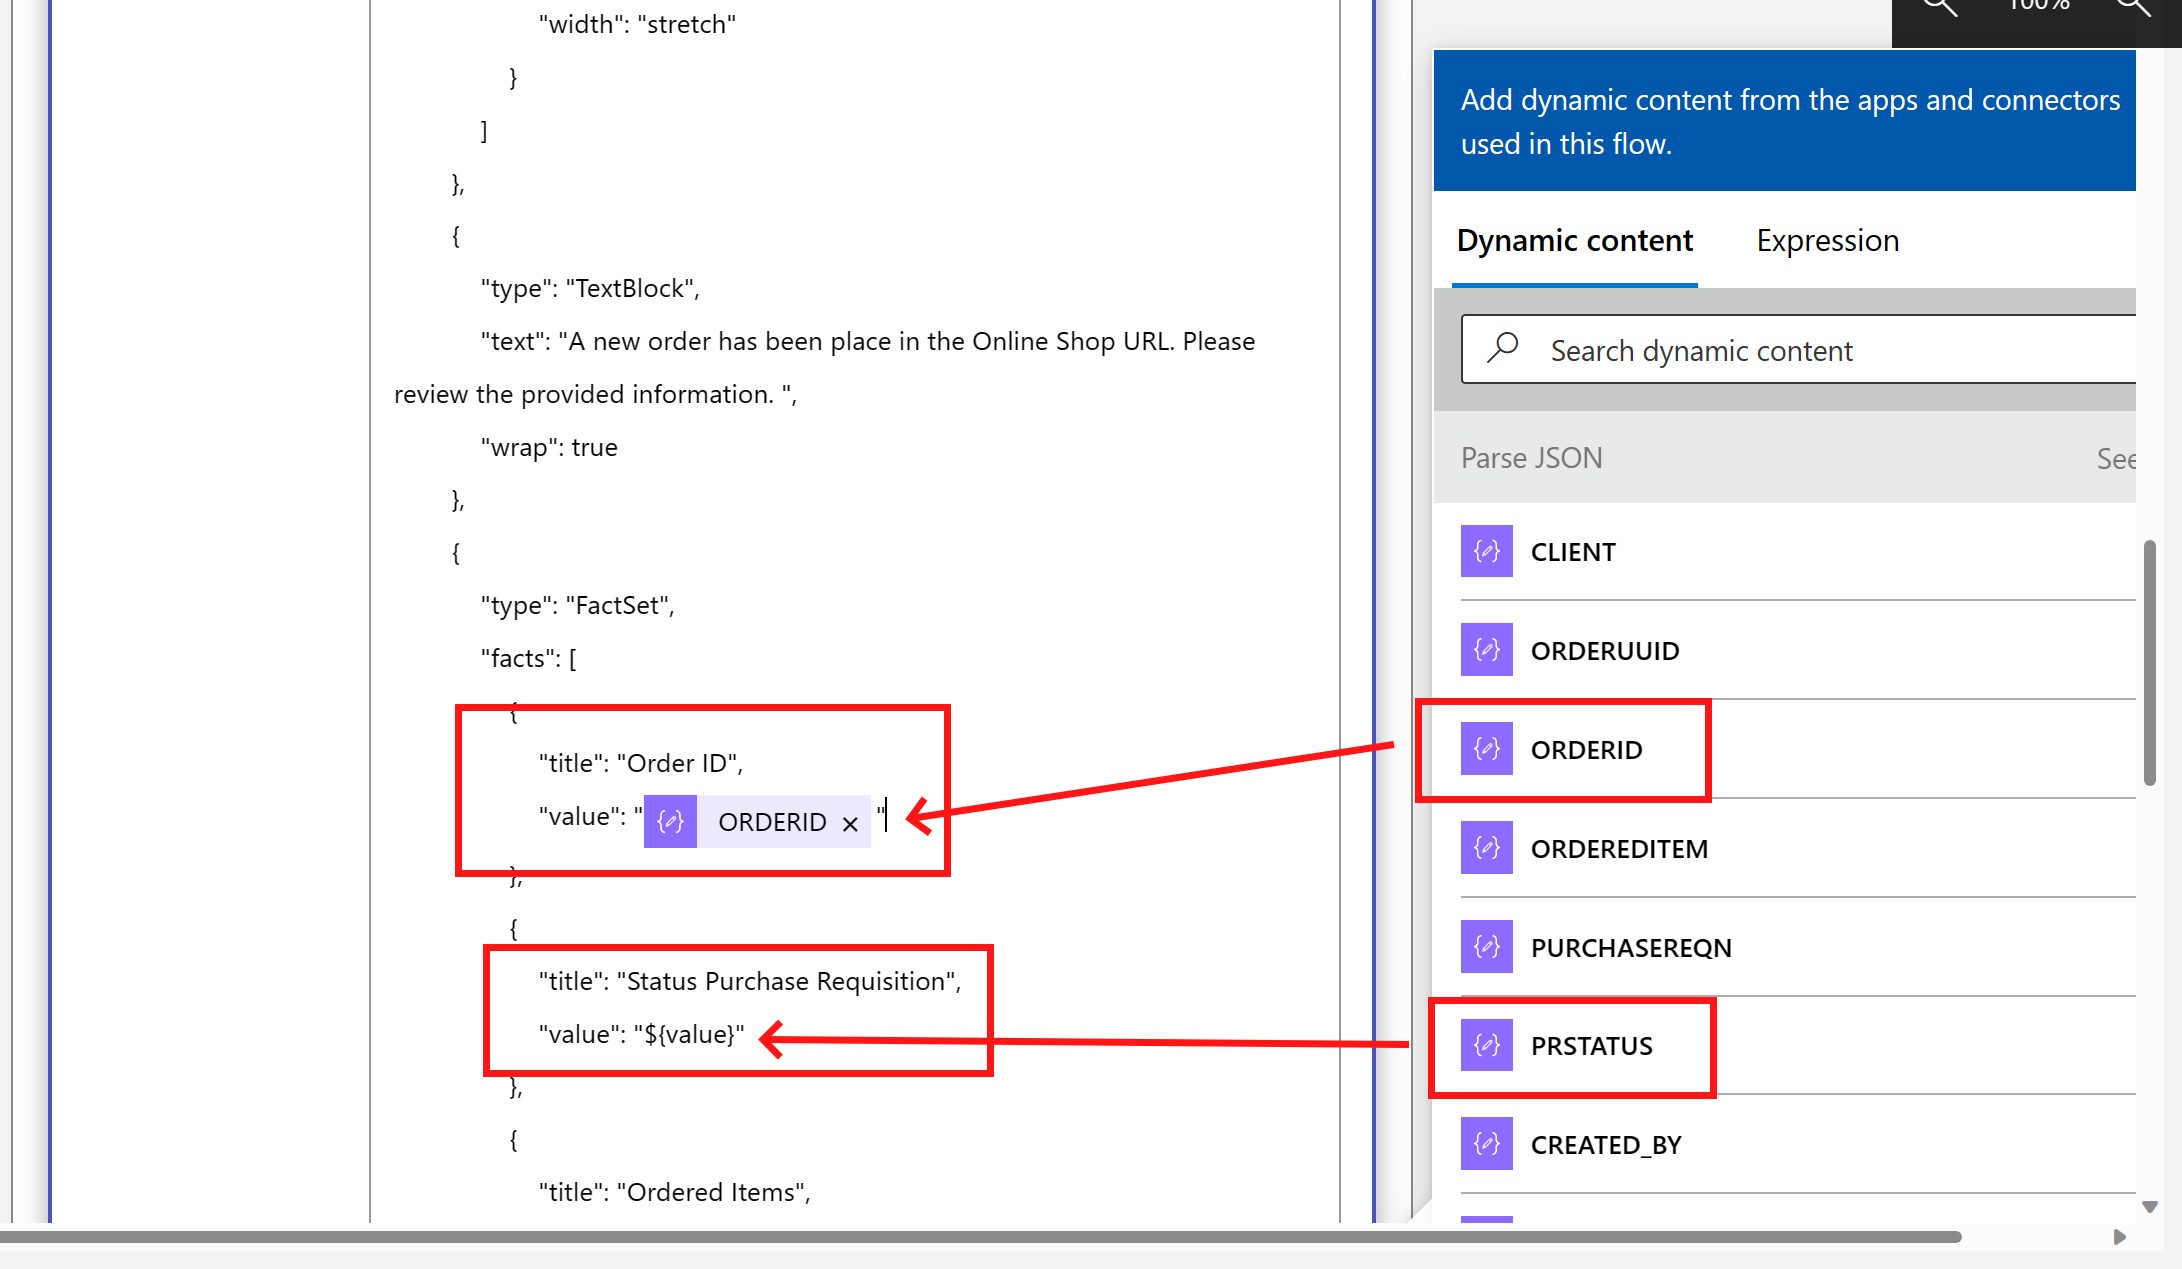 "width": "stretch"
}
]
},
{
"type": "TextBlock",
"text": "A new order has been place in the Online Shop URL. Please
review the provided information. ",
"wrap": true
},
{
"type": "FactSet",
"facts": [
{
"title": "Order ID",
"value": "ORDERID × "
},
{
"title": "Status Purchase Requisition",
"value": "${value}"
},
{
"title": "Ordered Items",
100%
Add dynamic content from the apps and connectors
used in this flow.
Dynamic content Expression
Search dynamic content
Parse JSON See
CLIENT
ORDERUUID
ORDERID
ORDEREDITEM
PURCHASEREQN
PRSTATUS
CREATED_BY